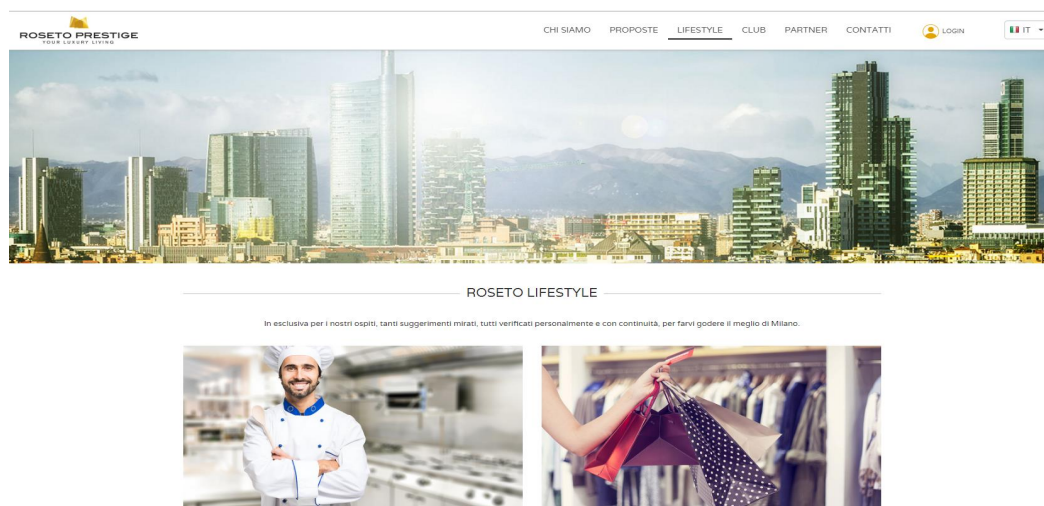 ROSETO PRESTIGE
YOUR LUXURY LIVING
CHI SIAMO PROPOSTE LIFESTYLE CLUB PARTNER CONTATTI LOGIN IT
ROSETO LIFESTYLE
In esclusiva per i nostri ospiti, tanti suggerimenti mirati, tutti verificati personalmente e con continuità, per farvi godere il meglio di Milano.